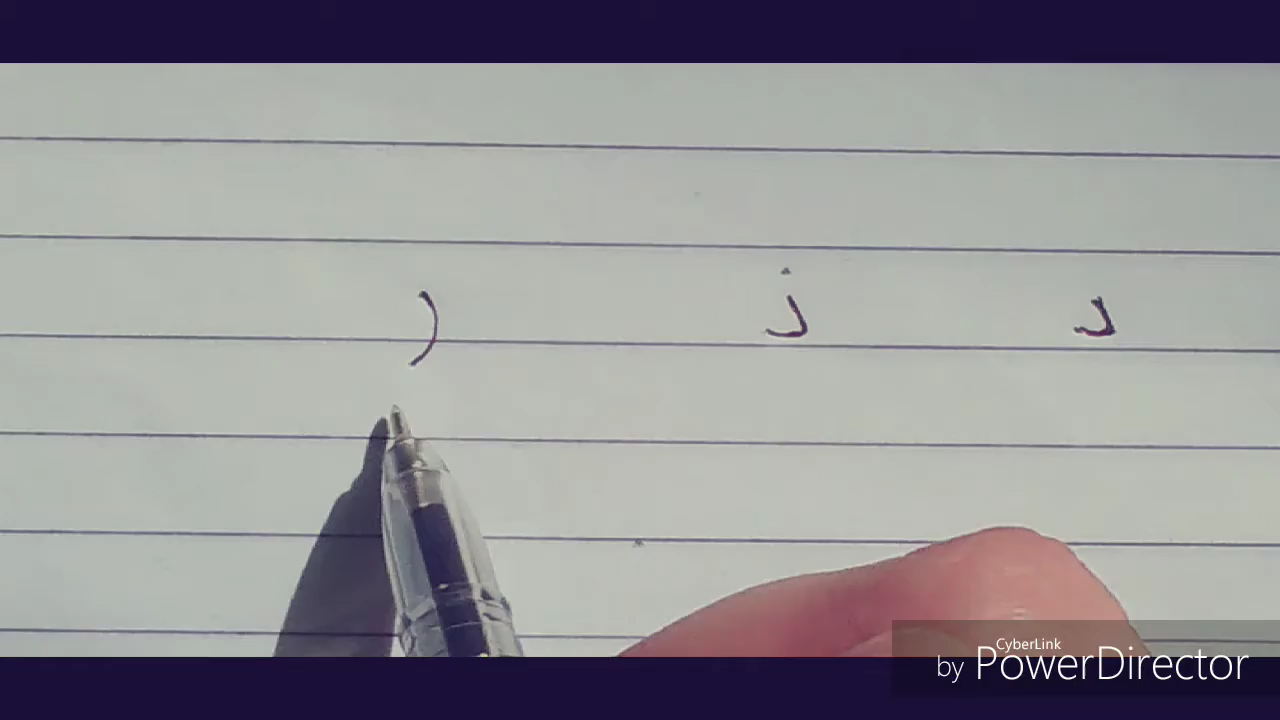 د ذ ر
CyberLink
by PowerDirector